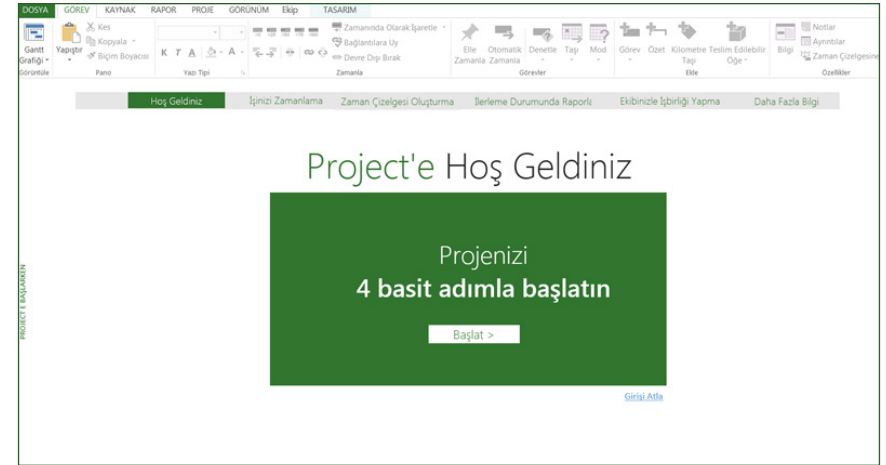 DOSYA GÖREV KAYNAK RAPOR PROJE GÖRÜNÜM Ekip TASARIM
Gantt Grafiği
Görüntüle
Yapıştır
Kes
Kopyala
Biçim Boyacısı
Pano
K T A A
Yazı Tipi
Zamanında Olarak İşaretle
Bağlantılara Uy
Devre Dışı Bırak
Zamanla
Elle Zamanla
Otomatik Zamanla
Denetle
Taşı
Mod
Görevler
Görev
Özet
Kilometre Taşı
Teslim Edilebilir Öğe
Ekle
Bilgi
Notlar
Ayrıntılar
Zaman Çizelgesine
Özellikler
Hoş Geldiniz İşinizi Zamanlama Zaman Çizelgesi Oluşturma İlerleme Durumunda Raporla Ekibinizle İşbirliği Yapma Daha Fazla Bilgi
Project'e Hoş Geldiniz
Projenizi
4 basit adımla başlatın
Başlat >
Girişi Atla
PROJECT E BAŞLARKEN